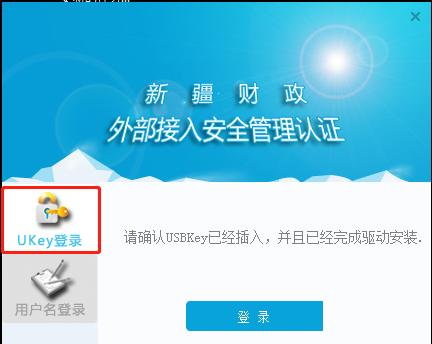 新疆财政
外部接入安全管理认证
UKey登录
请确认USBKey已经插入，并且已经完成驱动安装.
用户名登录
登录